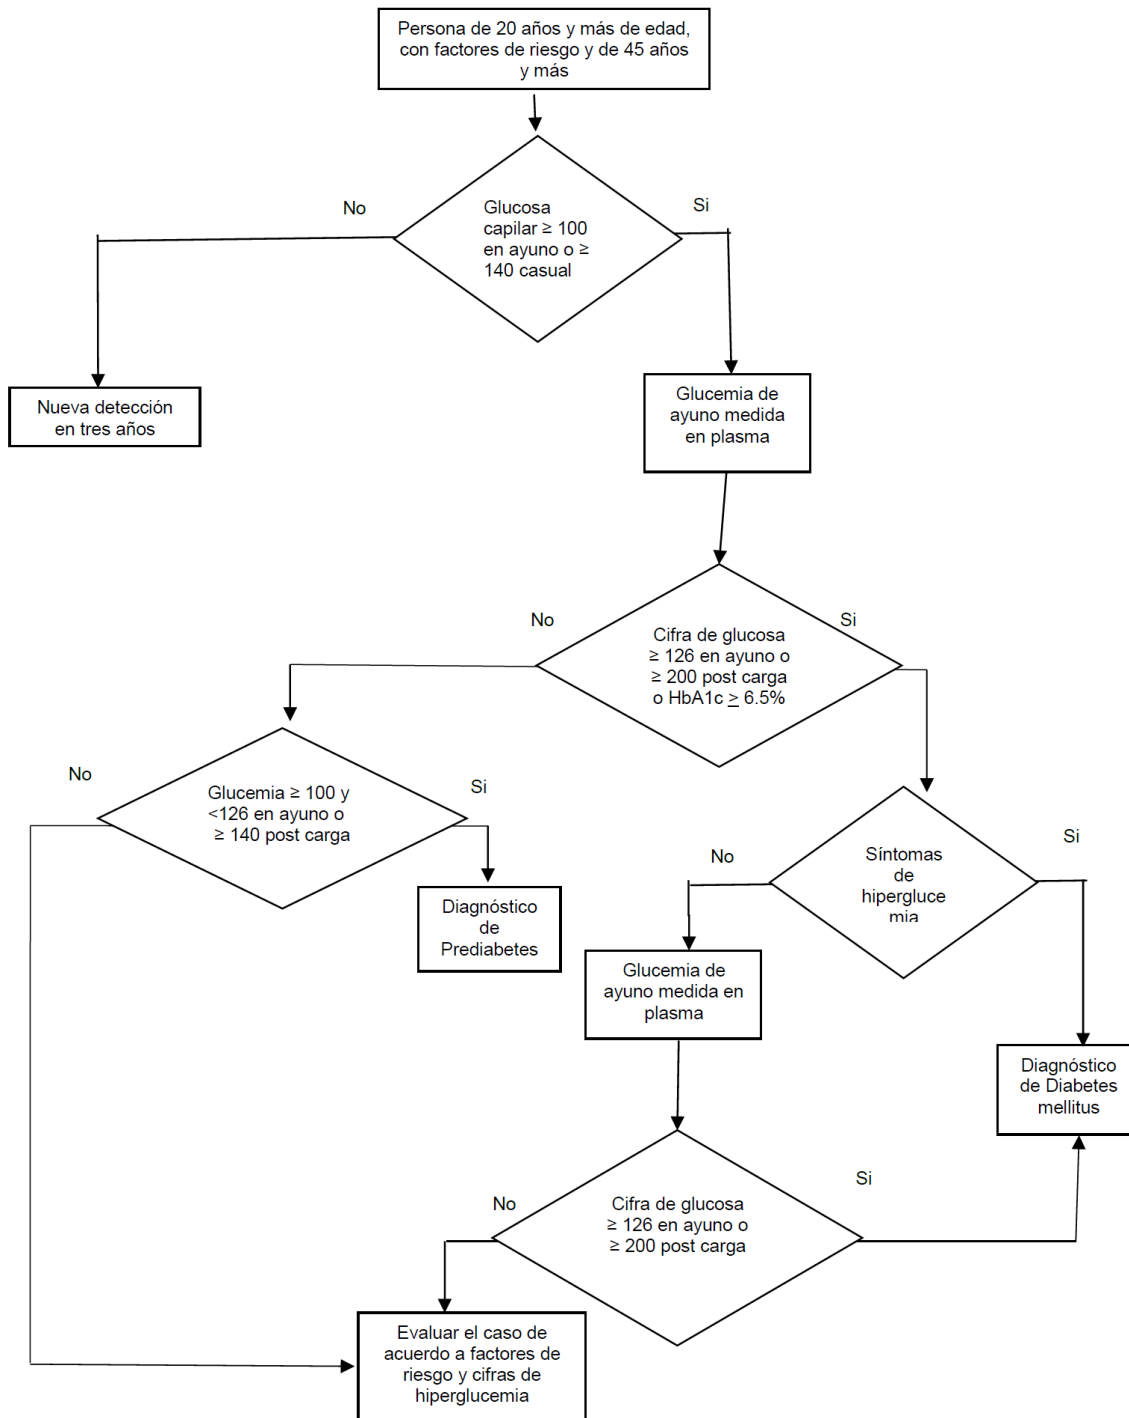 Persona de 20 años y más de edad,
con factores de riesgo y de 45 años
y más
No
Glucosa
capilar ≥ 100
en ayuno o ≥
140 casual
Si
Nueva detección
en tres años
Glucemia de
ayuno medida
en plasma
No
Cifra de glucosa
≥ 126 en ayuno o
≥ 200 post carga
o HbA1c ≥ 6.5%
Si
No
Glucemia ≥ 100 y
<126 en ayuno o
≥ 140 post carga
Si
Diagnóstico
de
Prediabetes
No
Síntomas
de
hipergluce
mia
Si
Glucemia de
ayuno medida en
plasma
Diagnóstico
de Diabetes
mellitus
No
Cifra de glucosa
≥ 126 en ayuno o
≥ 200 post carga
Si
Evaluar el caso de
acuerdo a factores de
riesgo y cifras de
hiperglucemia